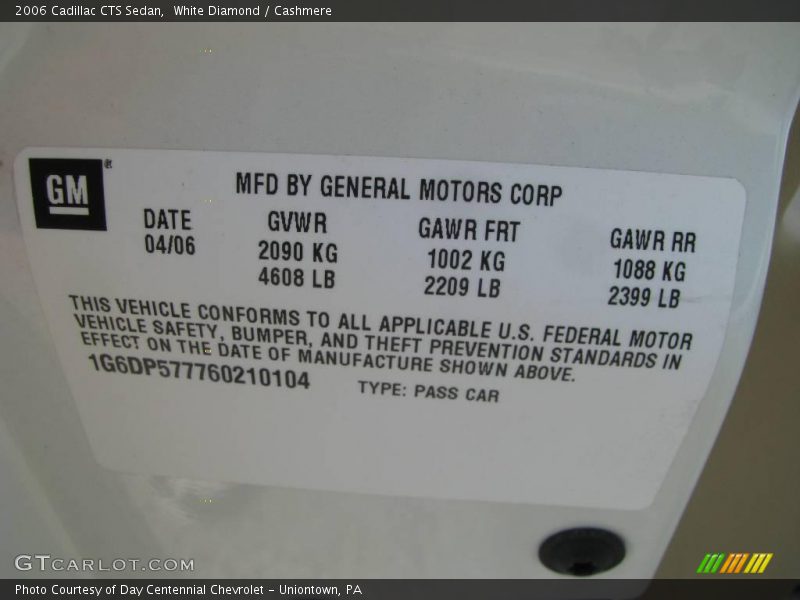 2006 Cadillac CTS Sedan, White Diamond / Cashmere
GM®
MFD BY GENERAL MOTORS CORP
DATE GVWR GAWR FRT GAWR RR
04/06 2090 KG 1002 KG 1088 KG
4608 LB 2209 LB 2399 LB
THIS VEHICLE CONFORMS TO ALL APPLICABLE U.S. FEDERAL MOTOR
VEHICLE SAFETY, BUMPER, AND THEFT PREVENTION STANDARDS IN
EFFECT ON THE DATE OF MANUFACTURE SHOWN ABOVE.
1G6DP577760210104 TYPE: PASS CAR
GTCARLOT.COM
Photo Courtesy of Day Centennial Chevrolet - Uniontown, PA